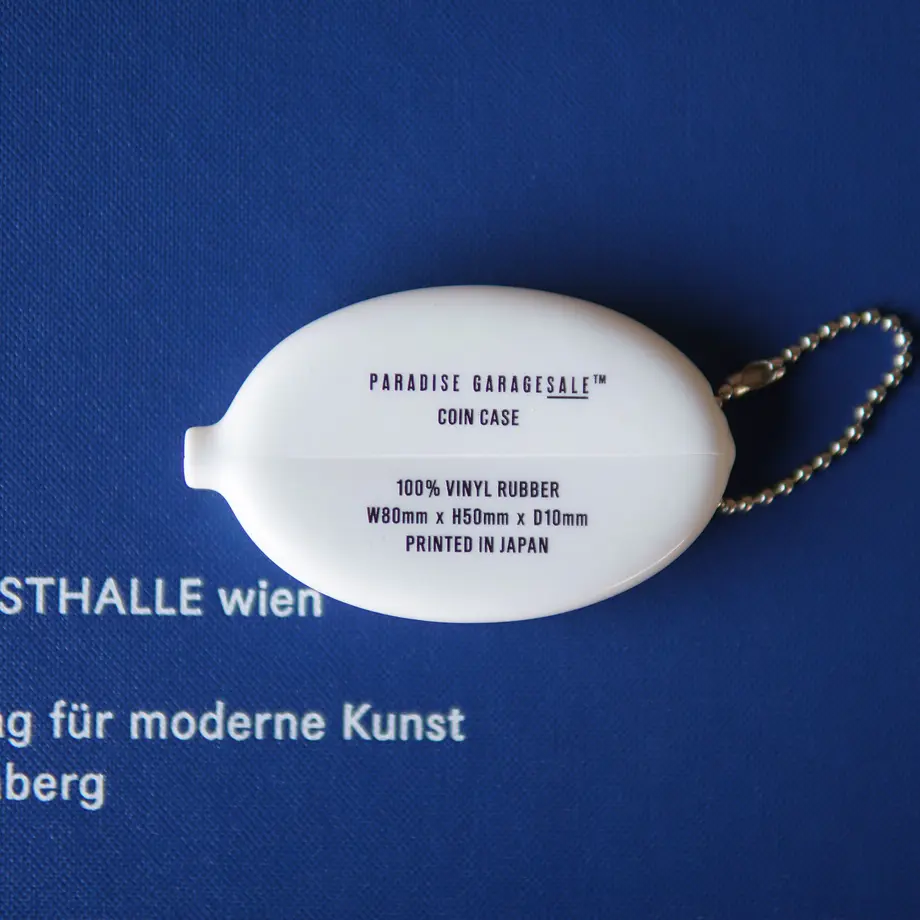 PARADISE GARAGESALE™
COIN CASE
100% VINYL RUBBER
W80mm x H50mm x D10mm
PRINTED IN JAPAN
STHALLE wien
g für moderne Kunst
berg